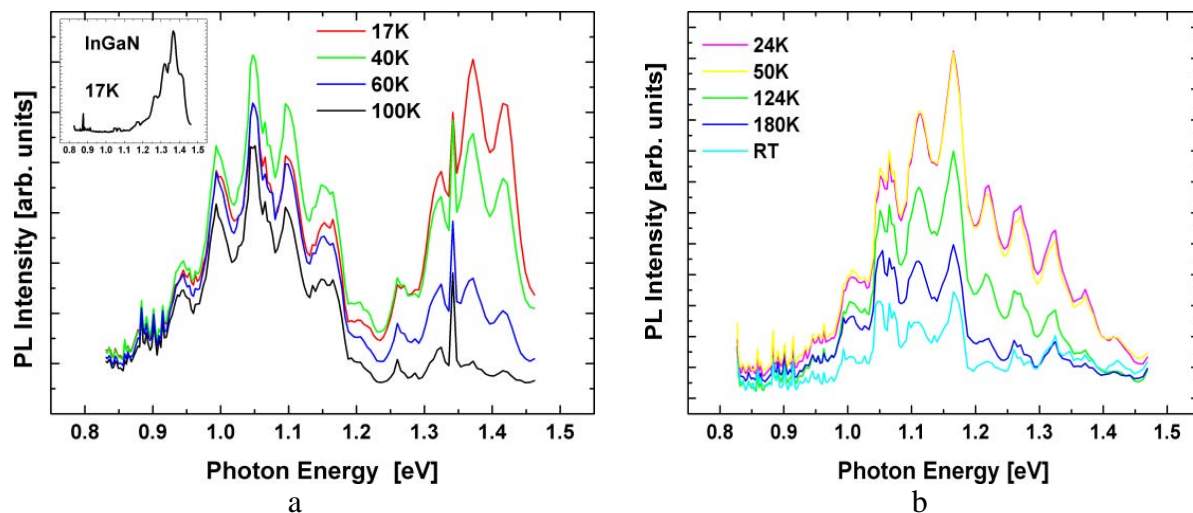 InGaN
17K
0.8 0.9 1.0 1.1 1.2 1.3 1.4 1.5
17K
40K
60K
100K
PL Intensity [arb. units]
0.8 0.9 1.0 1.1 1.2 1.3 1.4 1.5
Photon Energy [eV]
a
24K
50K
124K
180K
RT
PL Intensity [arb. units]
0.8 0.9 1.0 1.1 1.2 1.3 1.4 1.5
Photon Energy [eV]
b